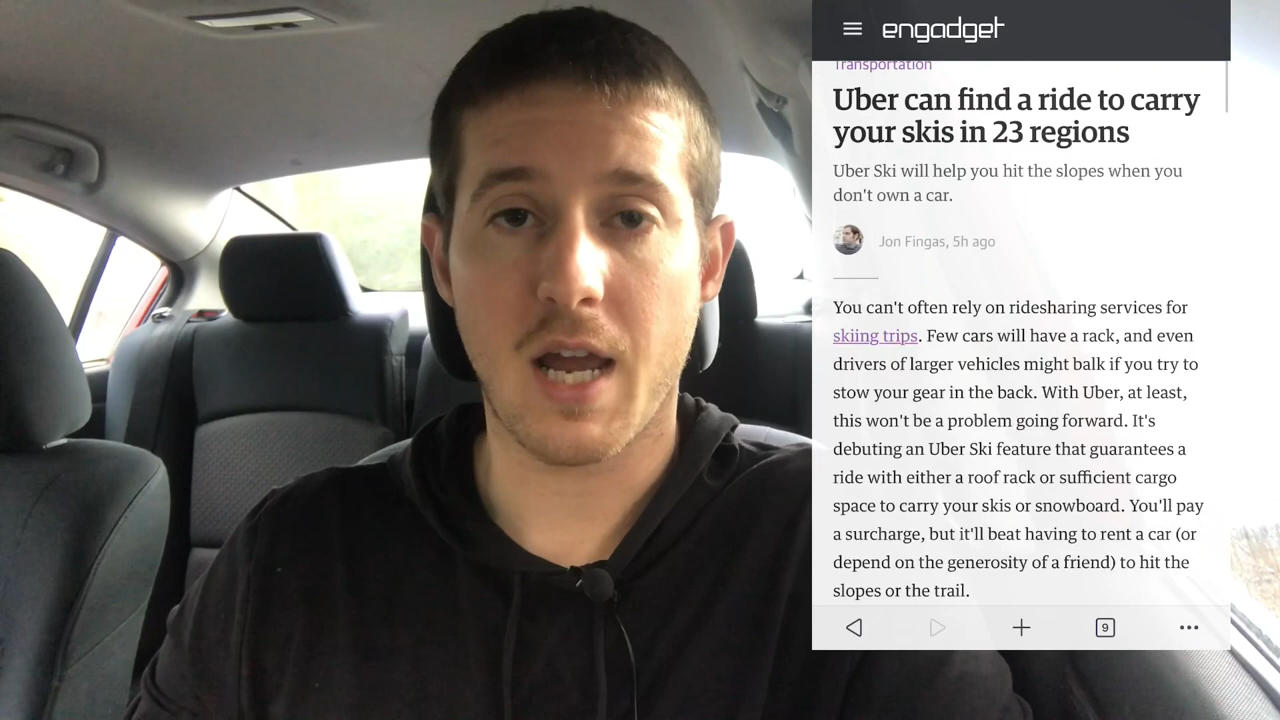 engadget
Transportation
Uber can find a ride to carry
your skis in 23 regions
Uber Ski will help you hit the slopes when you
don't own a car.
Jon Fingas, 5h ago
You can't often rely on ridesharing services for
skiing trips. Few cars will have a rack, and even
drivers of larger vehicles might balk if you try to
stow your gear in the back. With Uber, at least,
this won't be a problem going forward. It's
debuting an Uber Ski feature that guarantees a
ride with either a roof rack or sufficient cargo
space to carry your skis or snowboard. You'll pay
a surcharge, but it'll beat having to rent a car (or
depend on the generosity of a friend) to hit the
slopes or the trail.
9